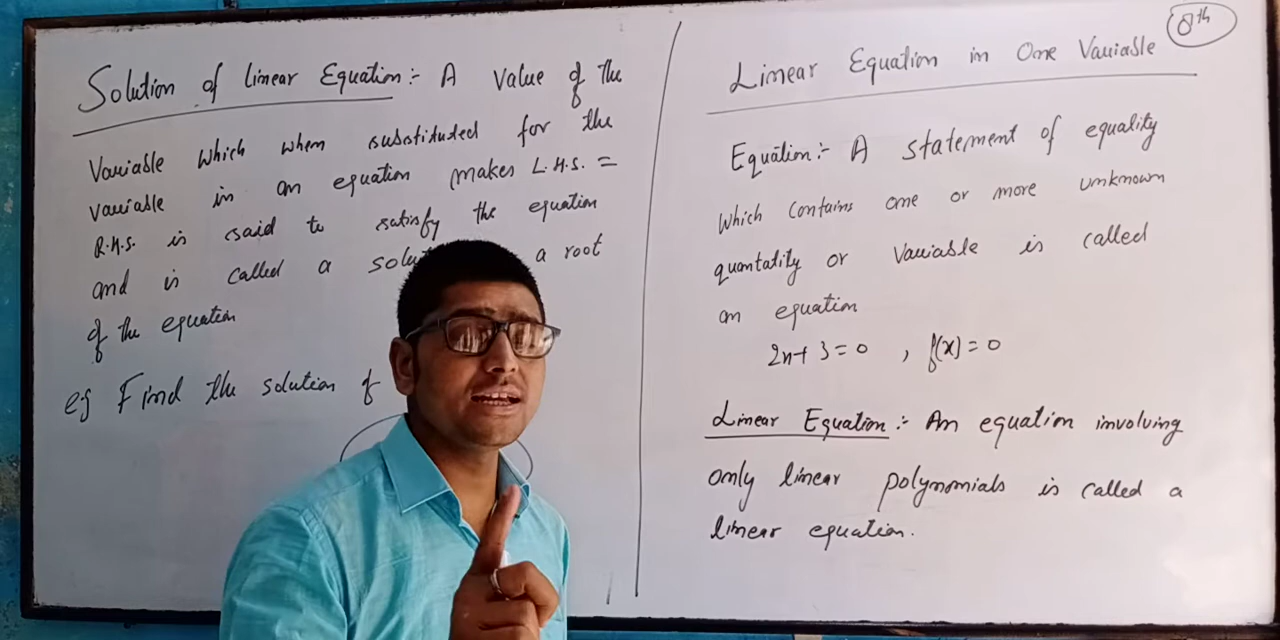 Solution of linear Equation:- A value of the
Variable which when substituted for the
variable in an equation makes L.H.S. =
R.H.S. is said to satisfy the equation
and is called a a root
of the equation
e.g Find the solution of
8th
Linear Equation in One Variable
Equation:- A statement of equality
which contains one or more unknown
quantality or variable is called
an equation
2x+3=0 , f(x)=0
Linear Equation:- An equation involving
only linear polynomials is called a
linear equation.